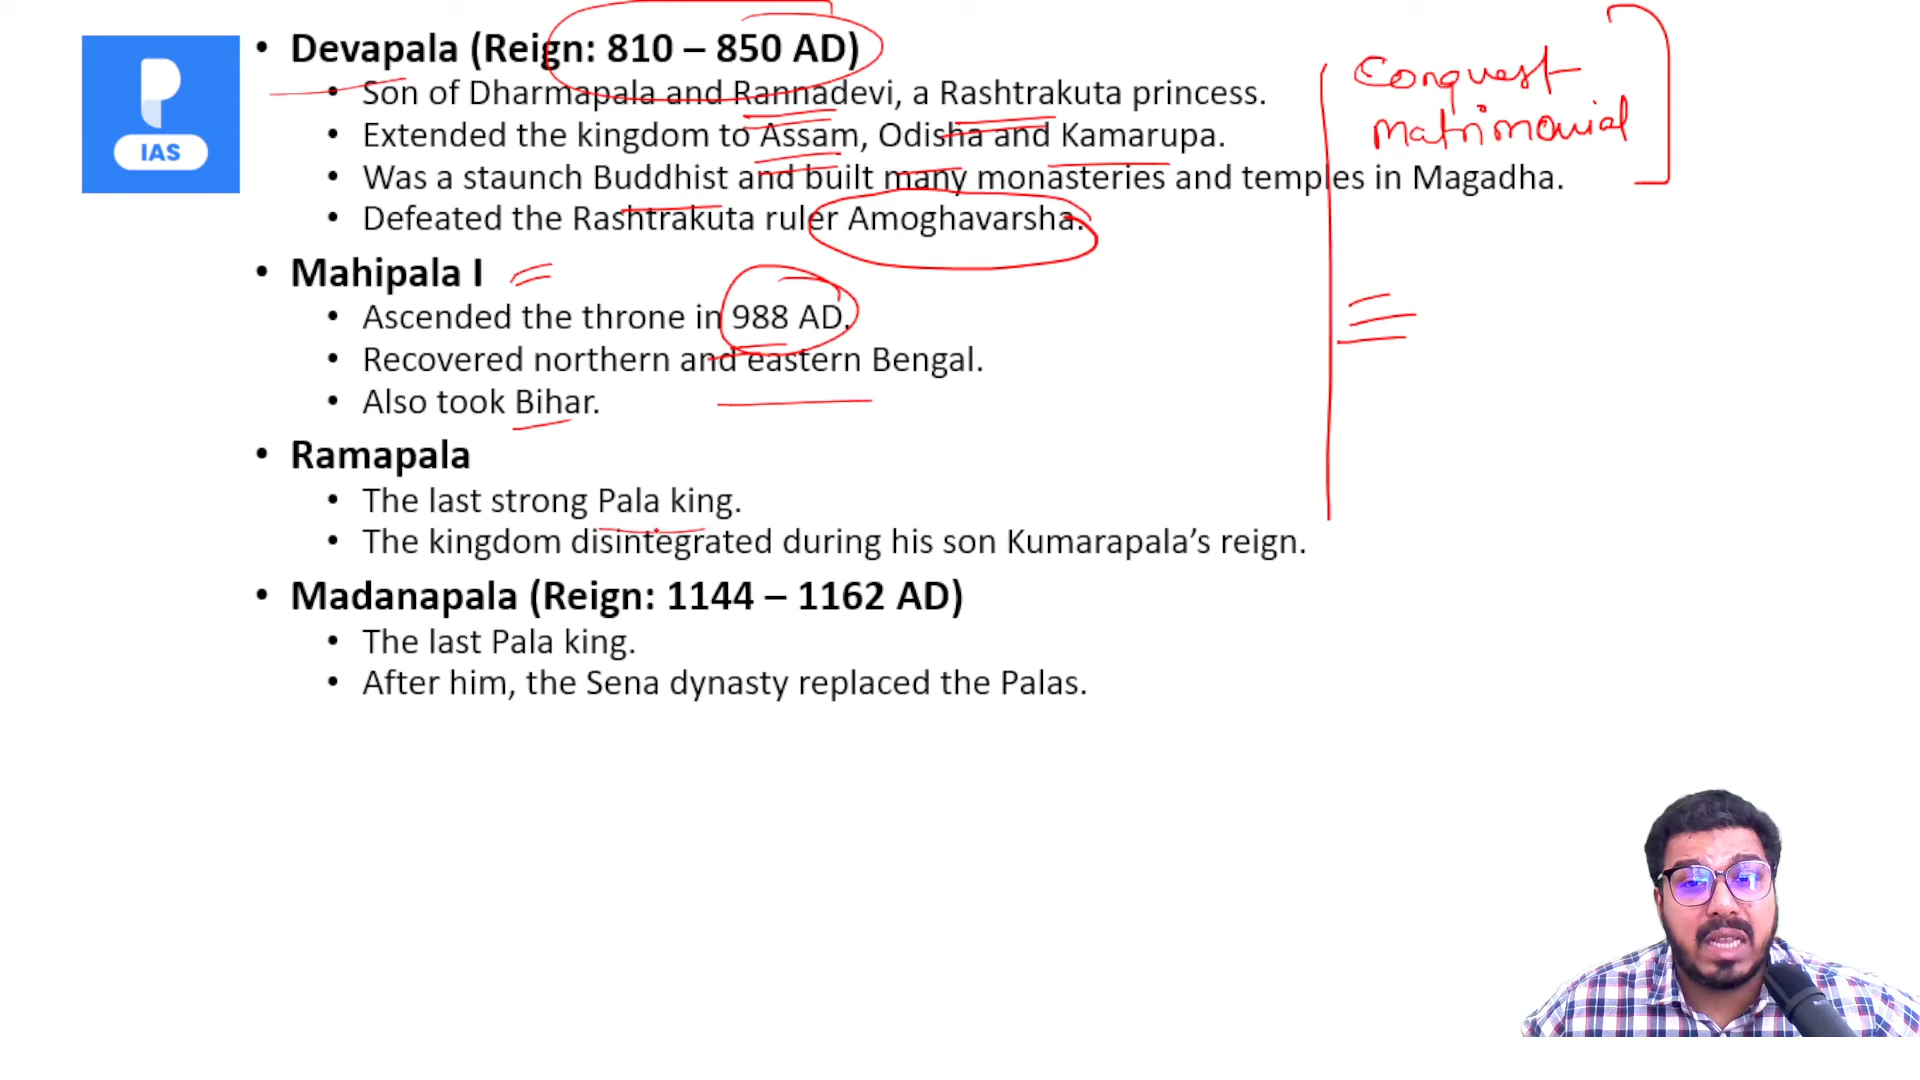 IAS
• Devapala (Reign: 810 – 850 AD)
• Son of Dharmapala and Rannadevi, a Rashtrakuta princess.
• Extended the kingdom to Assam, Odisha and Kamarupa.
• Was a staunch Buddhist and built many monasteries and temples in Magadha.
• Defeated the Rashtrakuta ruler Amoghavarsha.
• Mahipala I
• Ascended the throne in 988 AD.
• Recovered northern and eastern Bengal.
• Also took Bihar.
• Ramapala
• The last strong Pala king.
• The kingdom disintegrated during his son Kumarapala’s reign.
• Madanapala (Reign: 1144 – 1162 AD)
• The last Pala king.
• After him, the Sena dynasty replaced the Palas.
Conquest
Matrimonial